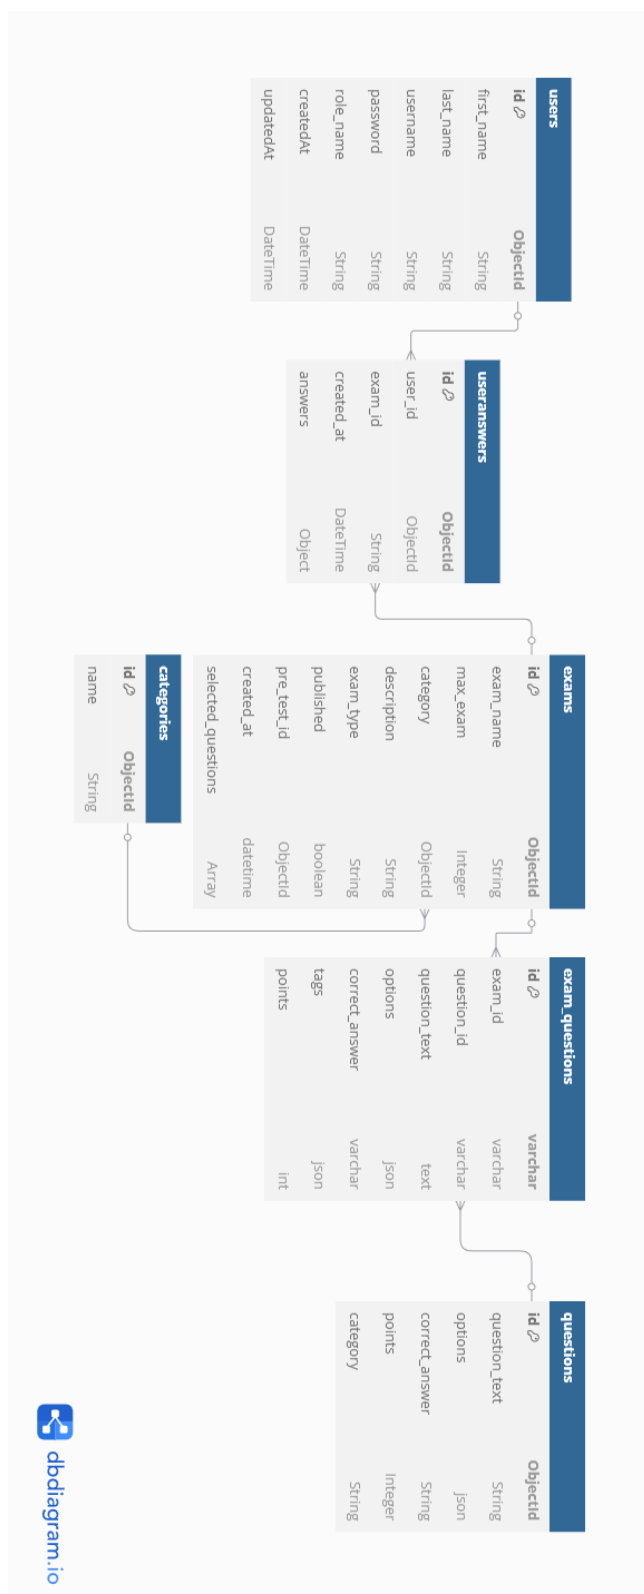 users
id ObjectId
first_name String
last_name String
username String
password String
role_name String
createdAt DateTime
updatedAt DateTime
useranswers
id ObjectId
user_id ObjectId
exam_id String
created_at DateTime
answers Object
exams
id ObjectId
exam_name String
max_exam Integer
category ObjectId
description String
exam_type String
published boolean
pre_test_id ObjectId
created_at datetime
selected_questions Array
categories
id ObjectId
name String
exam_questions
id varchar
exam_id varchar
question_id varchar
question_text text
options json
correct_answer varchar
tags json
points int
questions
id ObjectId
question_text String
options json
correct_answer String
points Integer
category String
dbdiagram.io